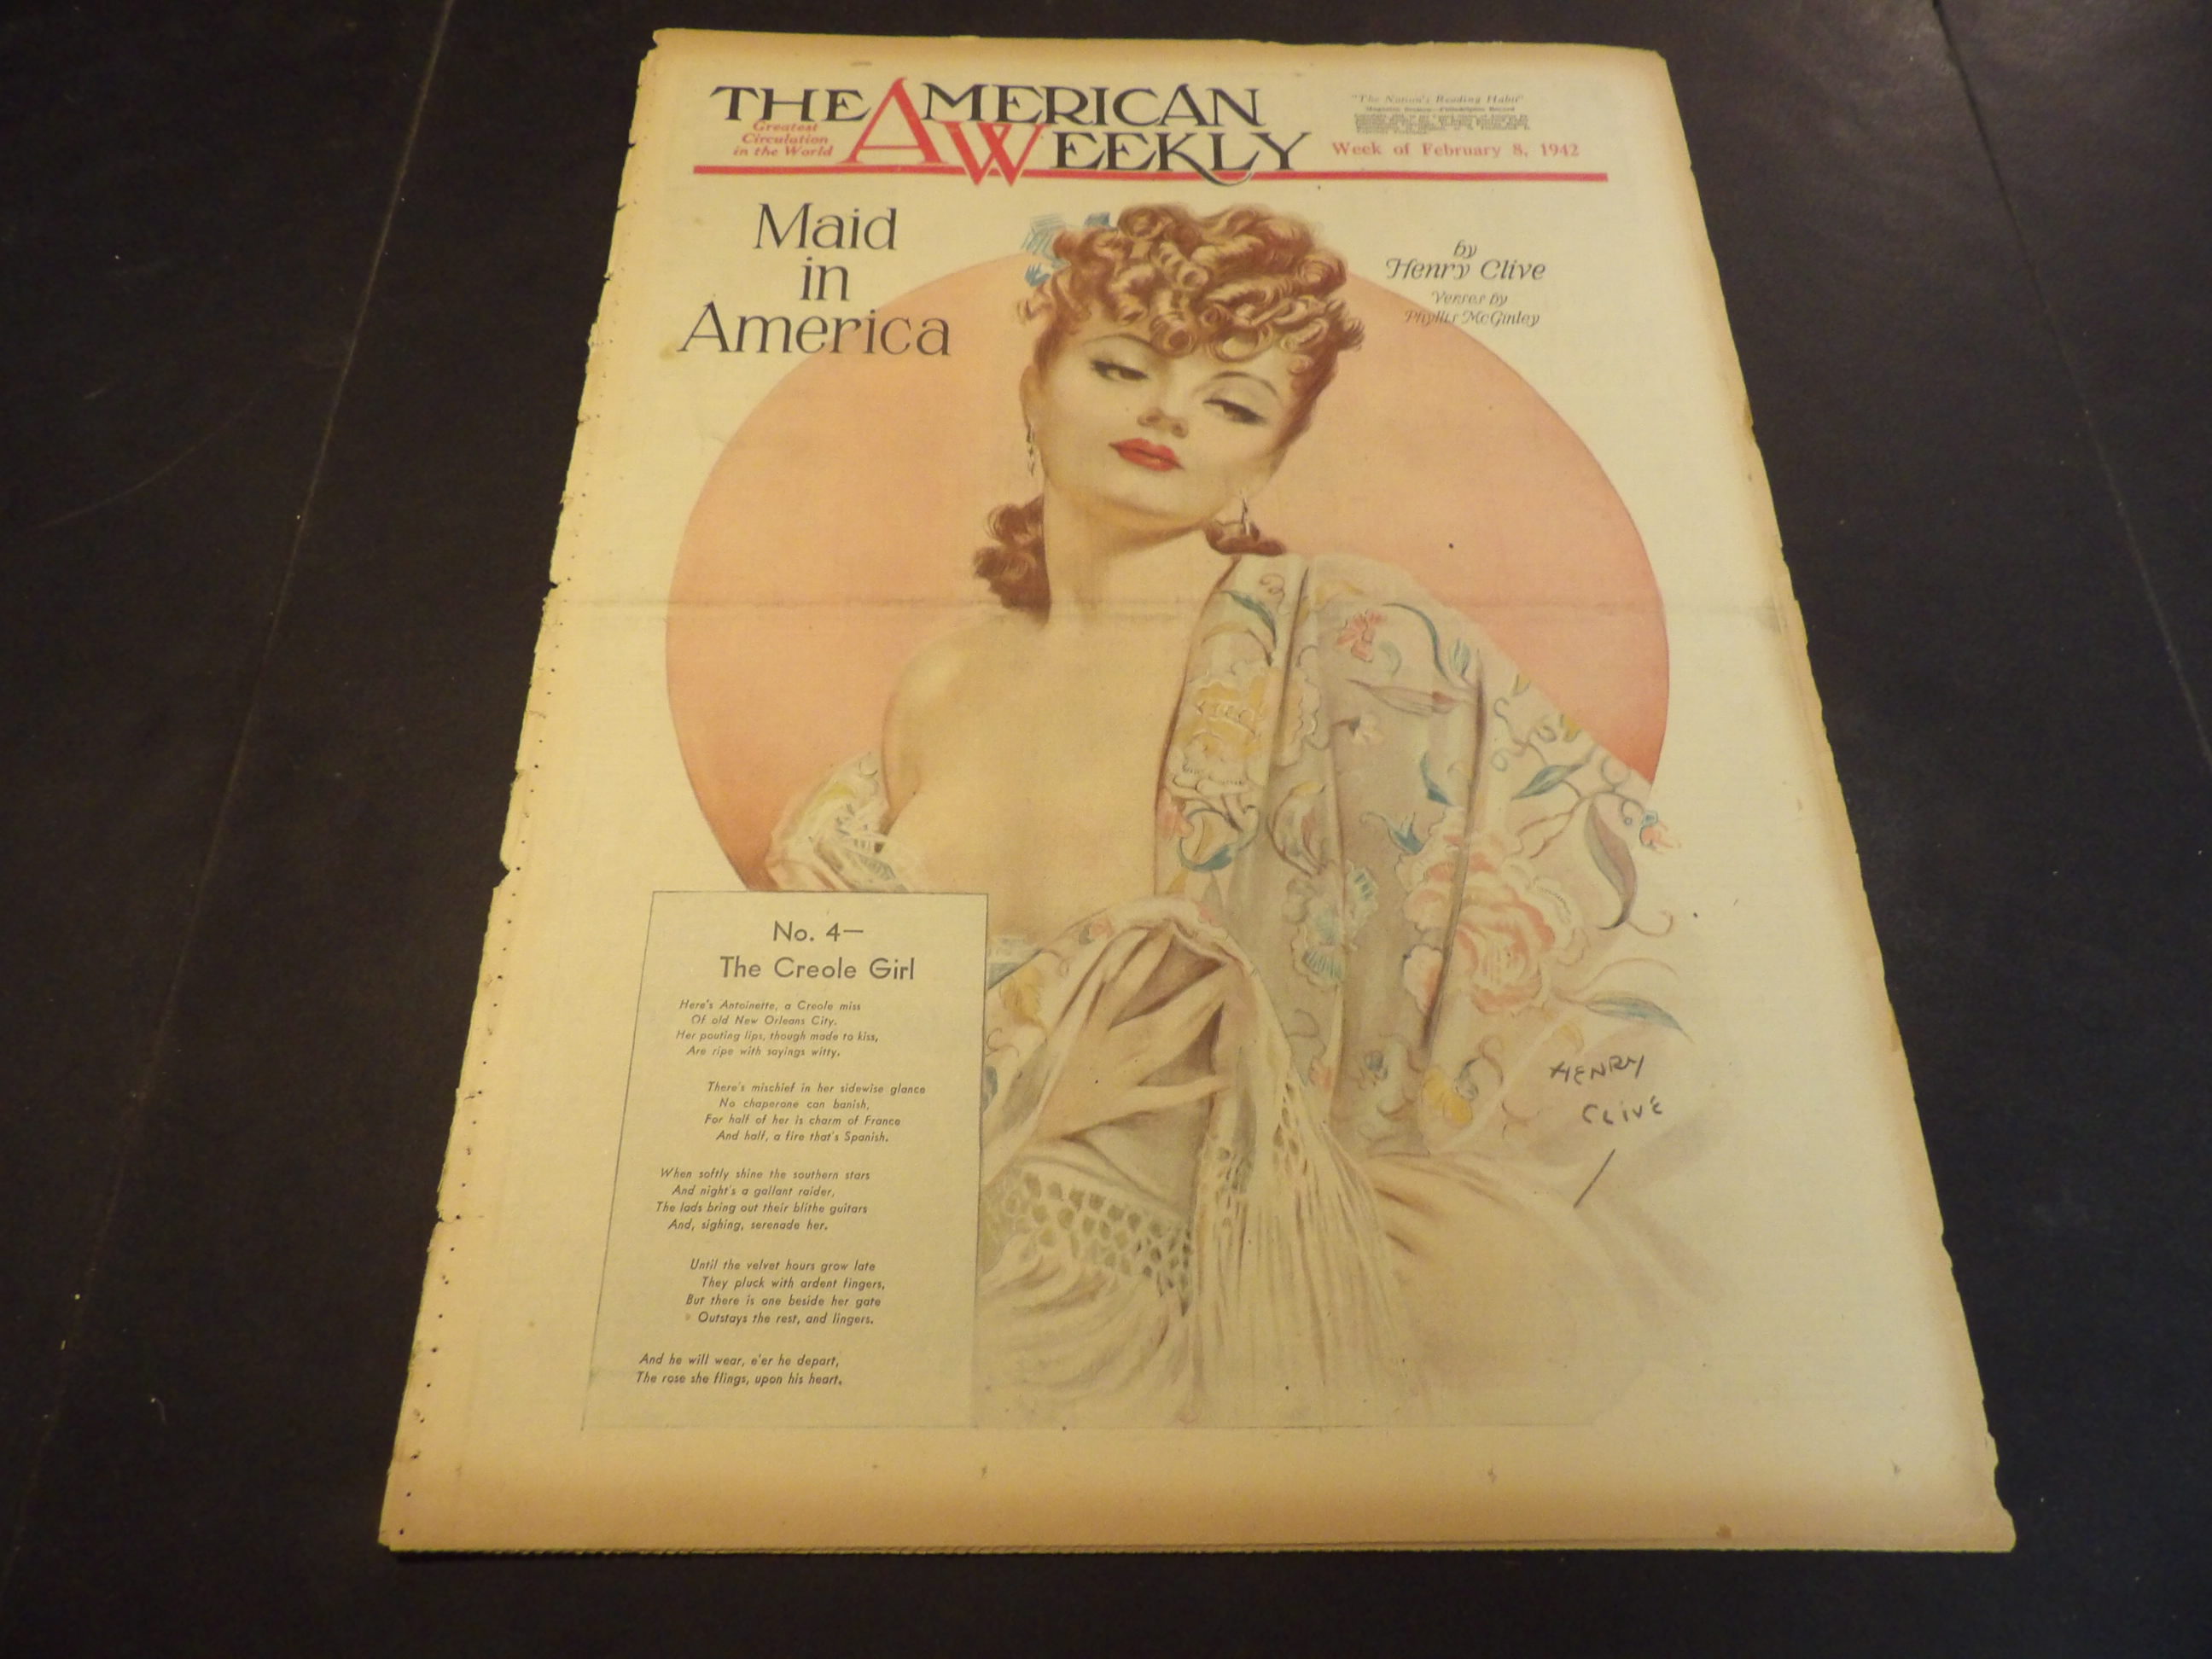 THE AMERICAN
WEEKLY
Greatest
Circulation
in the World
"The Nation's Reading Habit"
Week of February 8, 1942
Maid
in
America
by
Henry Clive
Verses by
Phyllis McGinley
No. 4—
The Creole Girl
Here's Antoinette, a Creole miss
Of old New Orleans City.
Her pouting lips, though made to kiss,
Are ripe with sayings witty.
There's mischief in her sidewise glance
No chaperone can banish,
For half of her is charm of France
And half, a fire that's Spanish.
When softly shine the southern stars
And night's a gallant raider,
The lads bring out their blithe guitars
And, sighing, serenade her.
Until the velvet hours grow late
They pluck with ardent fingers,
But there is one beside her gate
Outstays the rest, and lingers.
And he will wear, e'er he depart,
The rose she flings, upon his heart.
HENRY
CLIVE